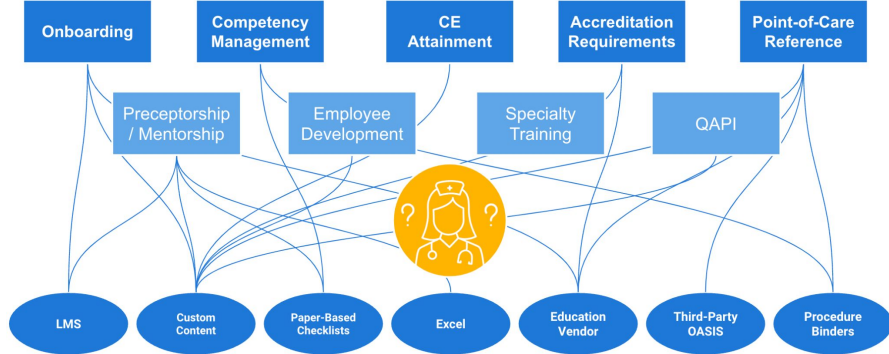 Onboarding
Competency
Management
CE
Attainment
Accreditation
Requirements
Point-of-Care
Reference
Preceptorship
/ Mentorship
Employee
Development
Specialty
Training
QAPI
? ?
LMS
Custom
Content
Paper-Based
Checklists
Excel
Education
Vendor
Third-Party
OASIS
Procedure
Binders